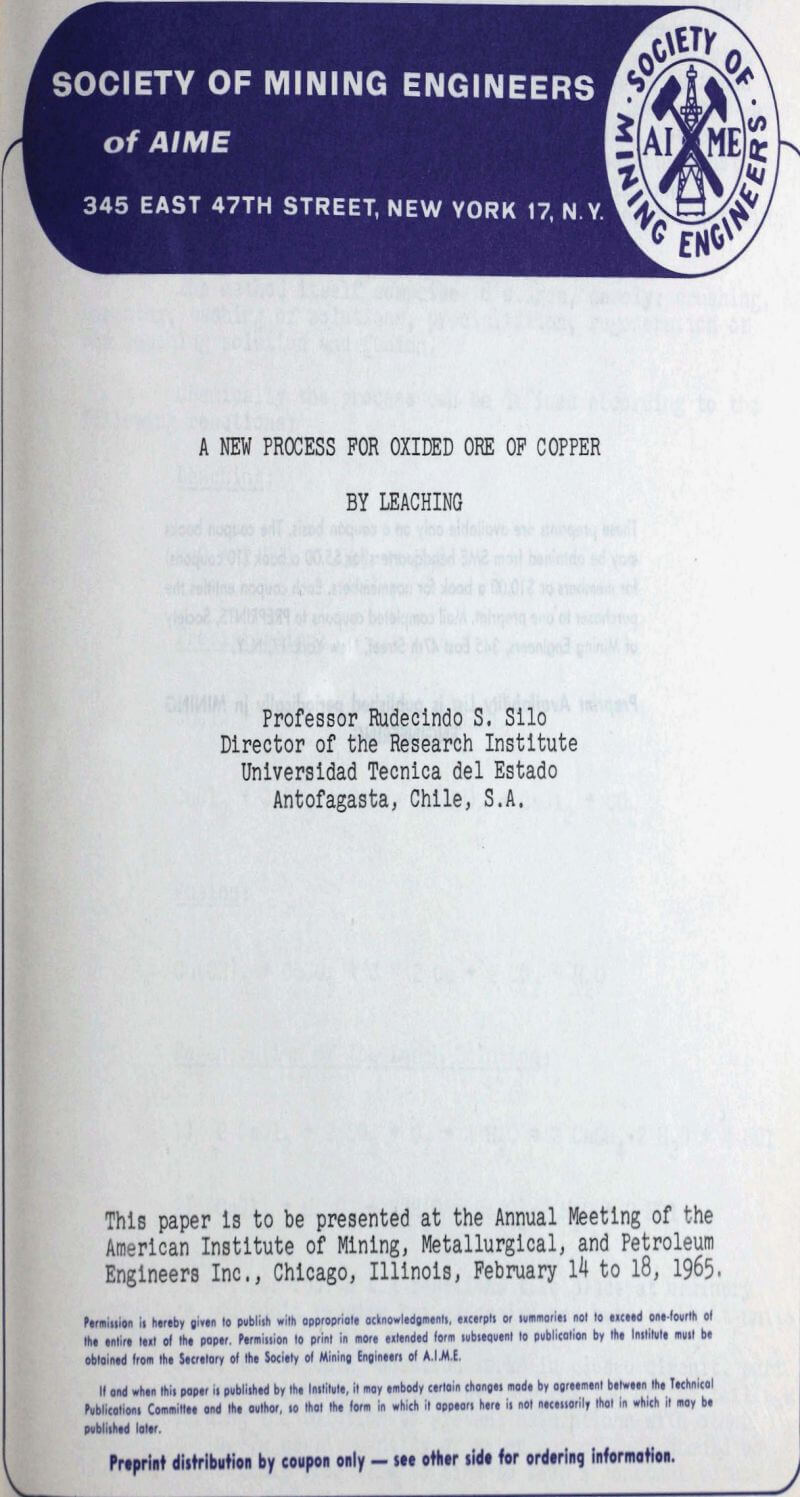 SOCIETY OF MINING ENGINEERS
of AIME
345 EAST 47TH STREET, NEW YORK 17, N.Y.
SOCIETY OF MINING ENGINEERS
AIME
A NEW PROCESS FOR OXIDED ORE OF COPPER
BY LEACHING
Professor Rudecindo S. Silo
Director of the Research Institute
Universidad Tecnica del Estado
Antofagasta, Chile, S.A.
This paper is to be presented at the Annual Meeting of the
American Institute of Mining, Metallurgical, and Petroleum
Engineers Inc., Chicago, Illinois, February 14 to 18, 1965.
Permission is hereby given to publish with appropriate acknowledgments, excerpts or summaries not to exceed one-fourth of
the entire text of the paper. Permission to print in more extended form subsequent to publication by the Institute must be
obtained from the Secretary of the Society of Mining Engineers of A.I.M.E.
If and when this paper is published by the Institute, it may embody certain changes made by agreement between the Technical
Publications Committee and the author, so that the form in which it appears here is not necessarily that in which it may be
published later.
Preprint distribution by coupon only — see other side for ordering information.